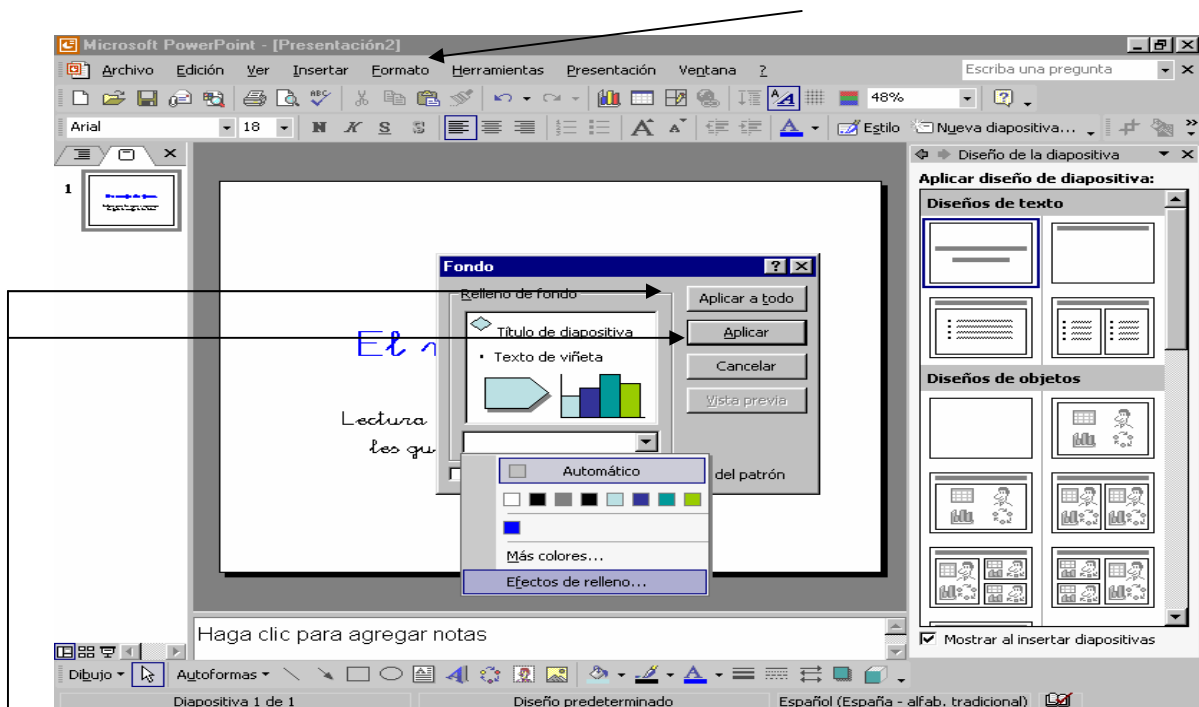 Microsoft PowerPoint - [Presentación2]
Archivo Edición Ver Insertar Formato Herramientas Presentación Ventana ? Escriba una pregunta
48%
Arial 18 N K S S Estilo Nueva diapositiva...
Diseño de la diapositiva
1
Aplicar diseño de diapositiva:
Diseños de texto
Fondo
Relleno de fondo
Aplicar a todo
Título de diapositiva
Aplicar
El
Texto de viñeta
Cancelar
Diseños de objetos
Vista previa
Lectura
les gu
Automático
del patrón
Más colores...
Efectos de relleno...
Haga clic para agregar notas
Mostrar al insertar diapositivas
Dibujo Autoformas
Diapositiva 1 de 1 Diseño predeterminado Español (España - alfab. tradicional)